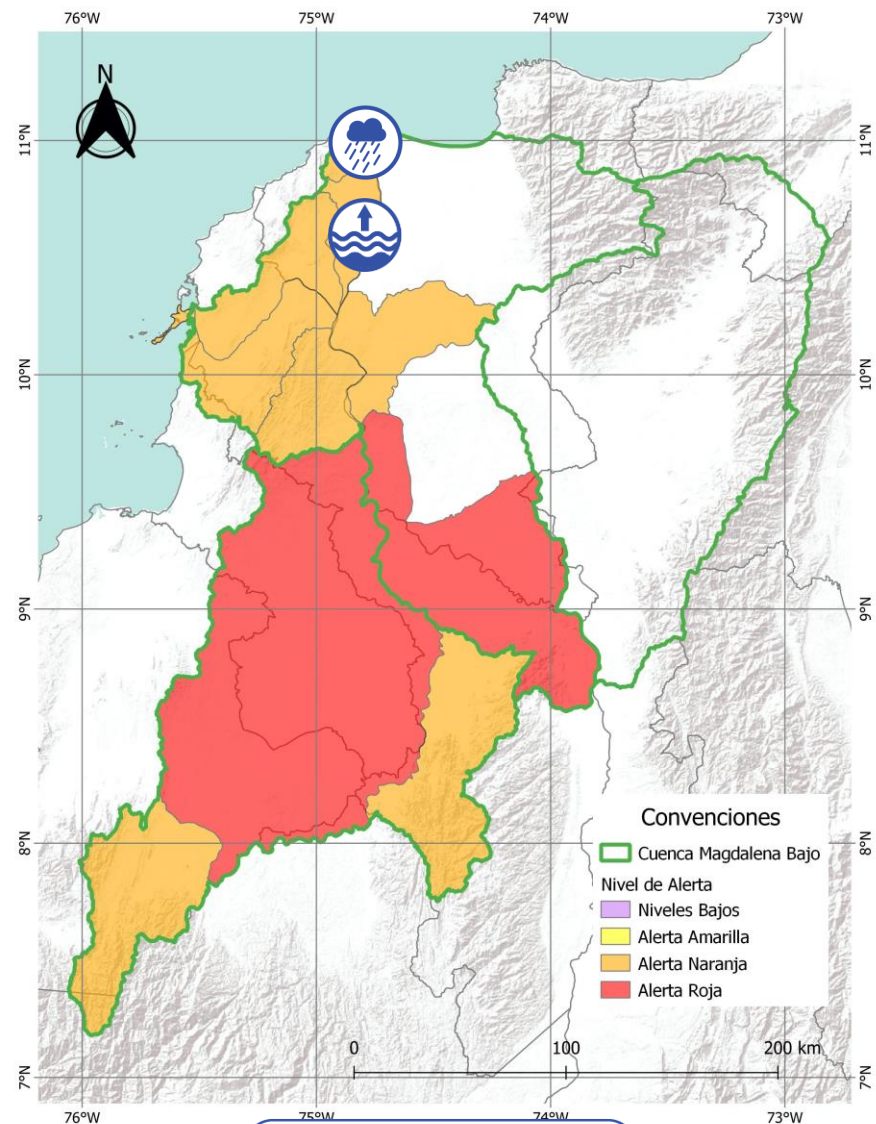 76°W 75°W 74°W 73°W
N
11°N 11°N
10°N 10°N
9°N 9°N
8°N 8°N
7°N 7°N
Convenciones
Cuenca Magdalena Bajo
Nivel de Alerta
Niveles Bajos
Alerta Amarilla
Alerta Naranja
Alerta Roja
0 100 200 km
76°W 75°W 74°W 73°W